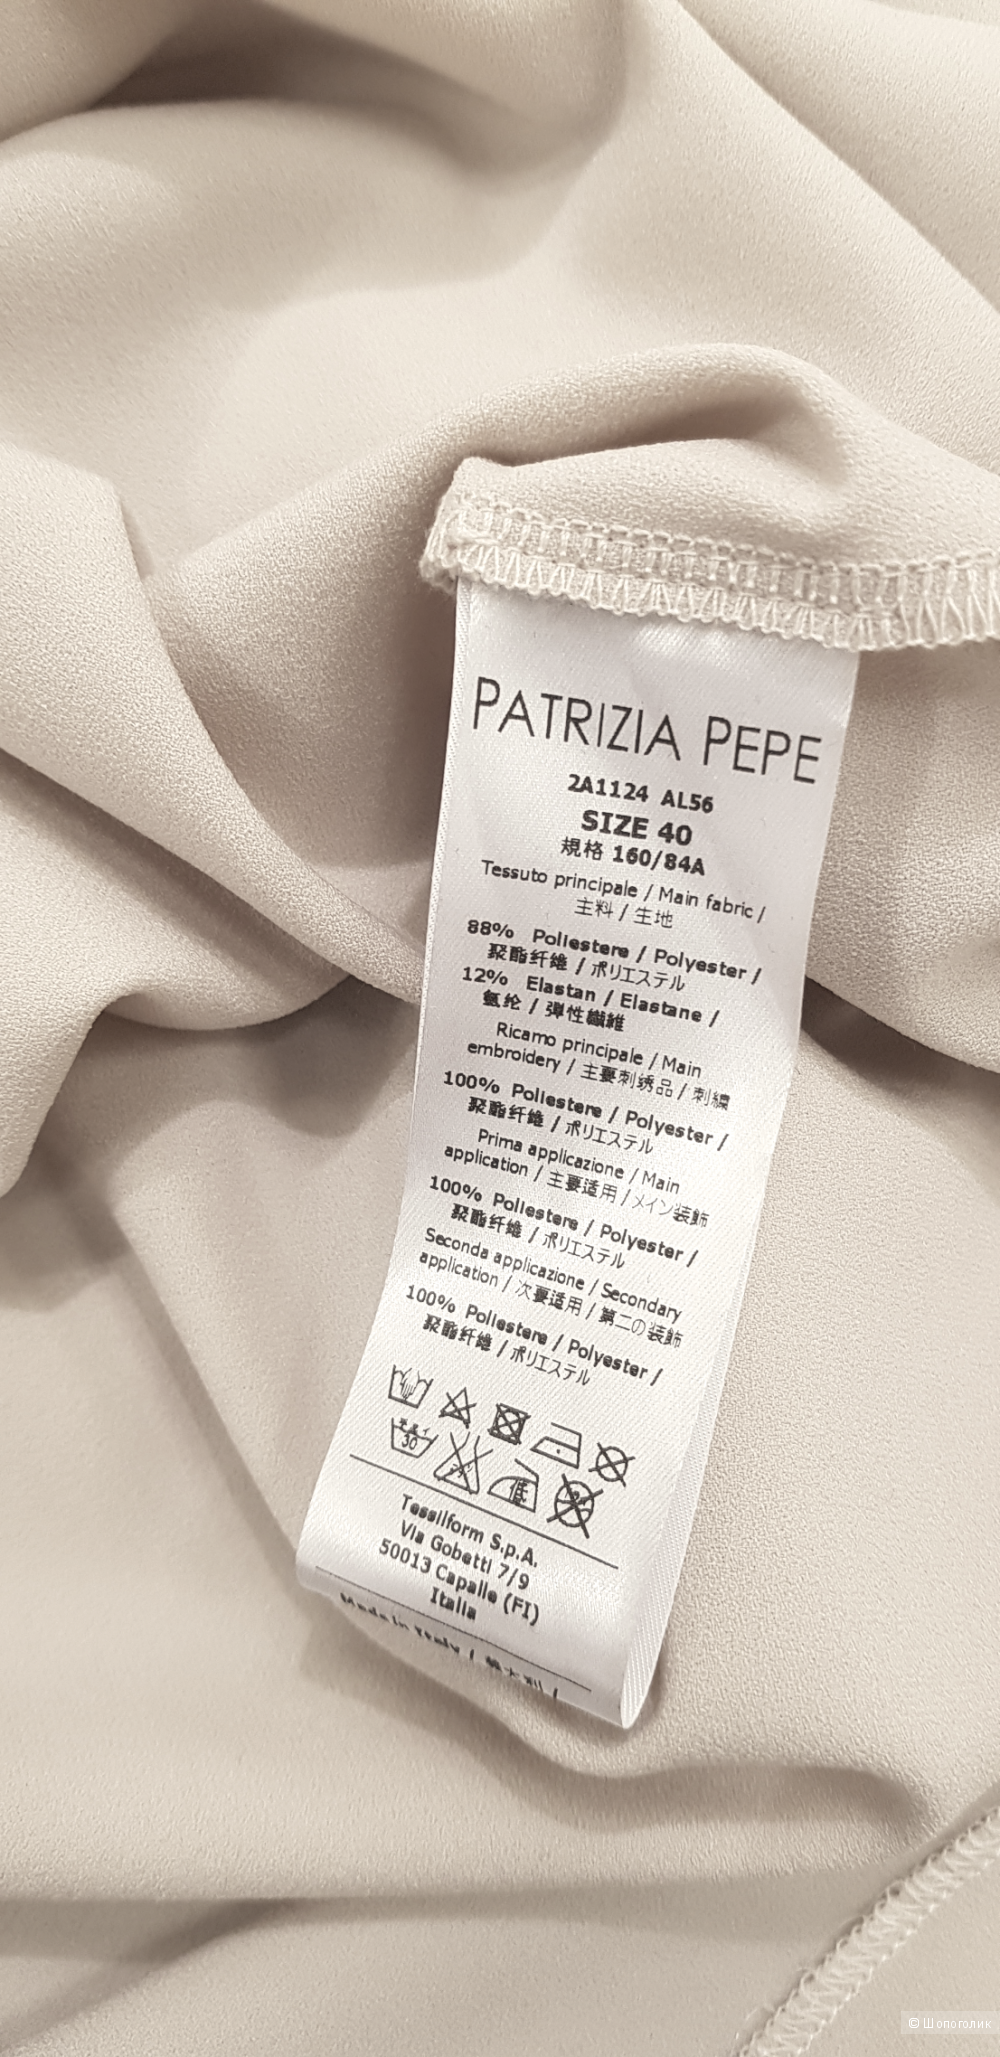 PATRIZIA PEPE
2A1124 AL56
SIZE 40
規格 160/84A
Tessuto principale / Main fabric /
主料 / 生地
88% Poliestere / Polyester /
聚酯纤维 / ポリエステル
12% Elastan / Elastane /
氨纶 / 弾性繊維
Ricamo principale / Main
embroidery / 主要刺绣品 / 刺繍
100% Poliestere / Polyester /
聚酯纤维 / ポリエステル
Prima applicazione / Main
application / 主要适用 / メイン装飾
100% Poliestere / Polyester /
聚酯纤维 / ポリエステル
Seconda applicazione / Secondary
application / 次要适用 / 第二の装飾
100% Poliestere / Polyester /
聚酯纤维 / ポリエステル
30
低
Tessilform S.p.A.
Via Gobetti 7/9
50013 Capalle (FI)
Italia
Made in
© Шопоголик